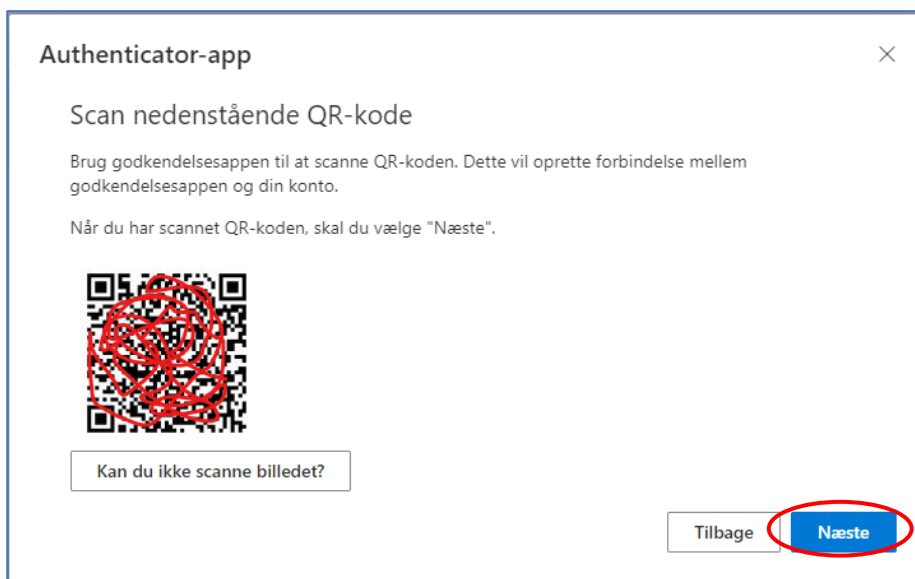 Authenticator-app
Scan nedenstående QR-kode
Brug godkendelsesappen til at scanne QR-koden. Dette vil oprette forbindelse mellem
godkendelsesappen og din konto.
Når du har scannet QR-koden, skal du vælge "Næste".
Kan du ikke scanne billedet?
Tilbage
Næste